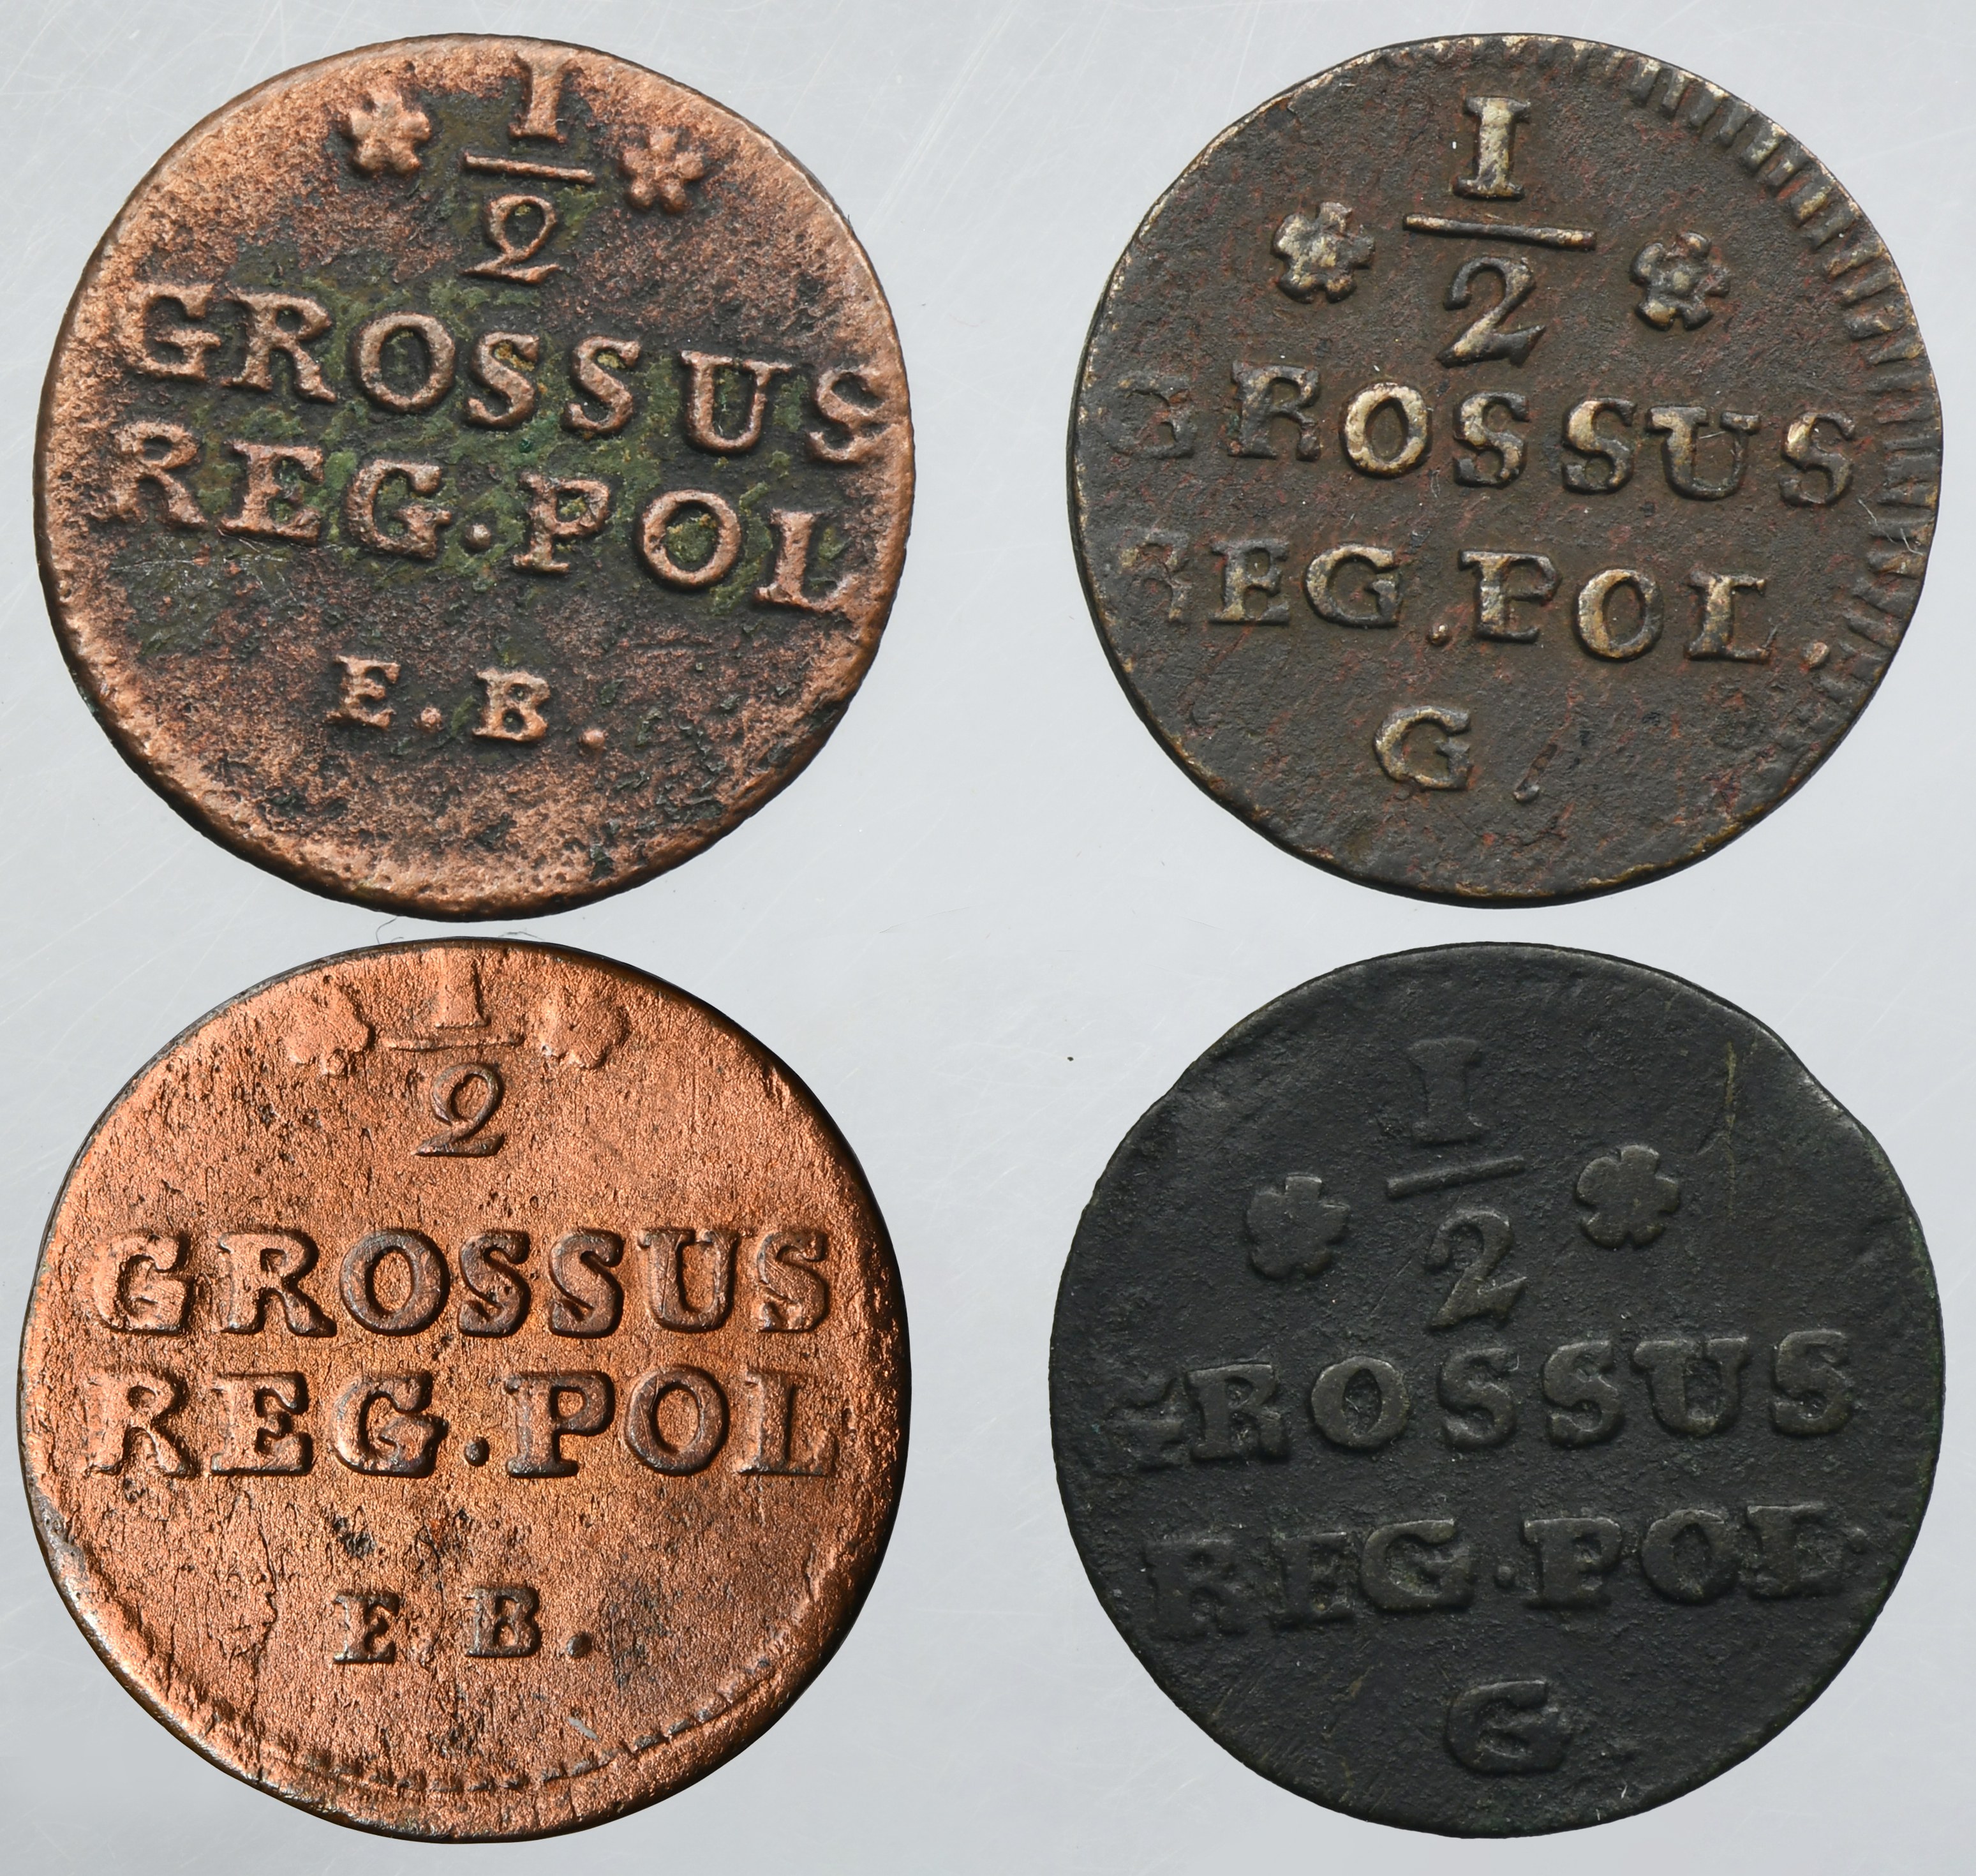 1
2
GROSSUS
REG.POL
E.B.
1
2
GROSSUS
REG.POL.
G.
1
2
GROSSUS
REG.POL
E.B.
1
2
ROSSUS
REG.POL.
G